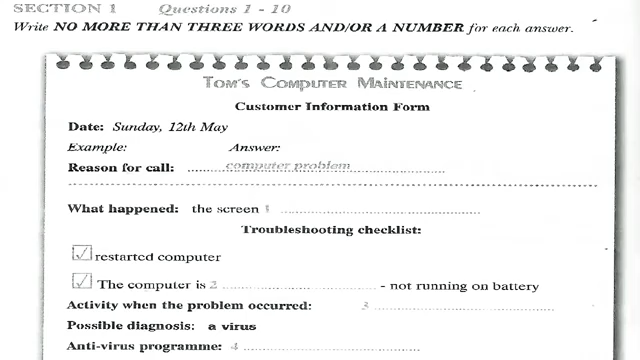 SECTION 1 Questions 1 - 10
Write NO MORE THAN THREE WORDS AND/OR A NUMBER for each answer.
TOM'S COMPUTER MAINTENANCE
Customer Information Form
Date: Sunday, 12th May
Example: Answer:
Reason for call: computer problem
What happened: the screen 1
Troubleshooting checklist:
restarted computer
The computer is 2 - not running on battery
Activity when the problem occurred: 3
Possible diagnosis: a virus
Anti-virus programme: 4